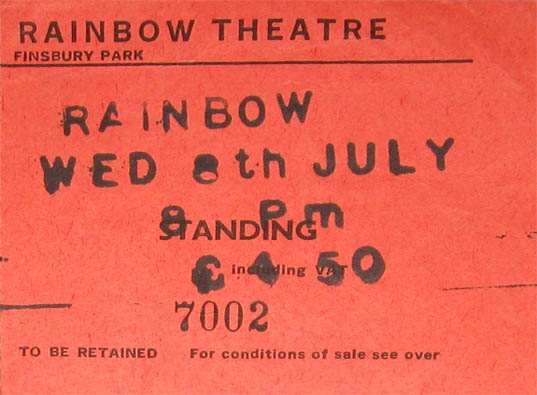 RAINBOW THEATRE
FINSBURY PARK
RAINBOW
WED 8th JULY
8 Pm
STANDING
£4 50
including VAT
7002
TO BE RETAINED For conditions of sale see over